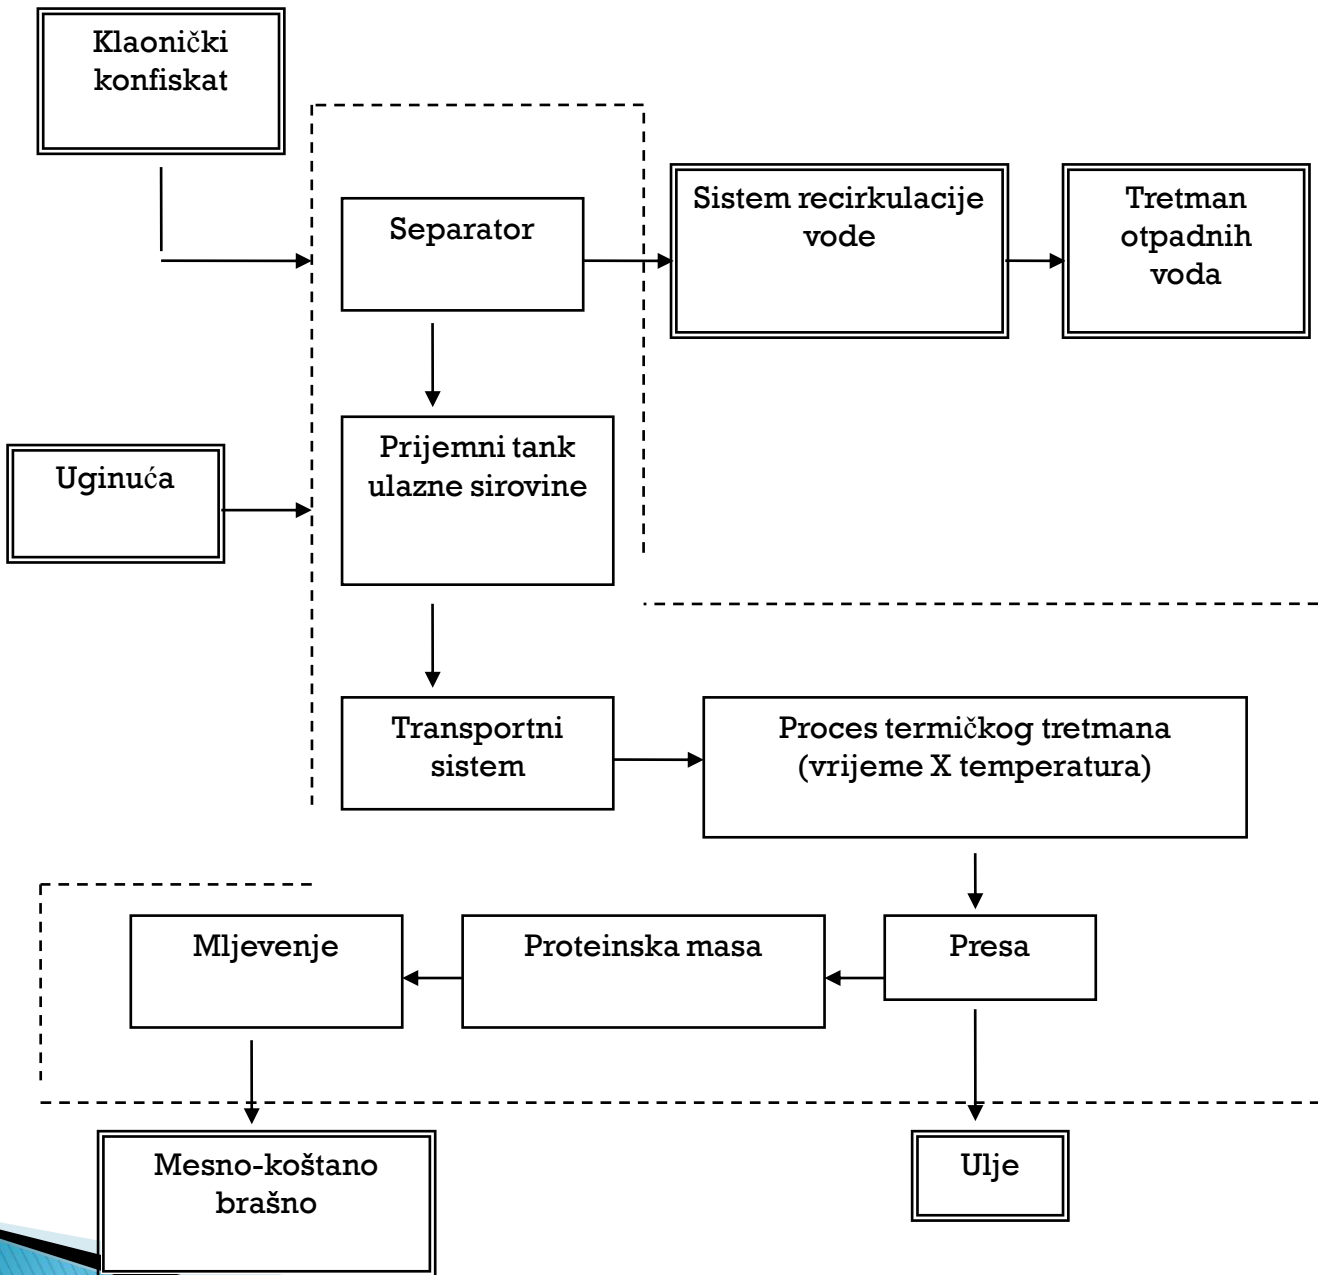 Klaonički
konfiskat
Separator
Sistem recirkulacije
vode
Tretman
otpadnih
voda
Uginuća
Prijemni tank
ulazne sirovine
Transportni
sistem
Proces termičkog tretmana
(vrijeme X temperatura)
Mljevenje
Proteinska masa
Presa
Mesno-koštano
brašno
Ulje